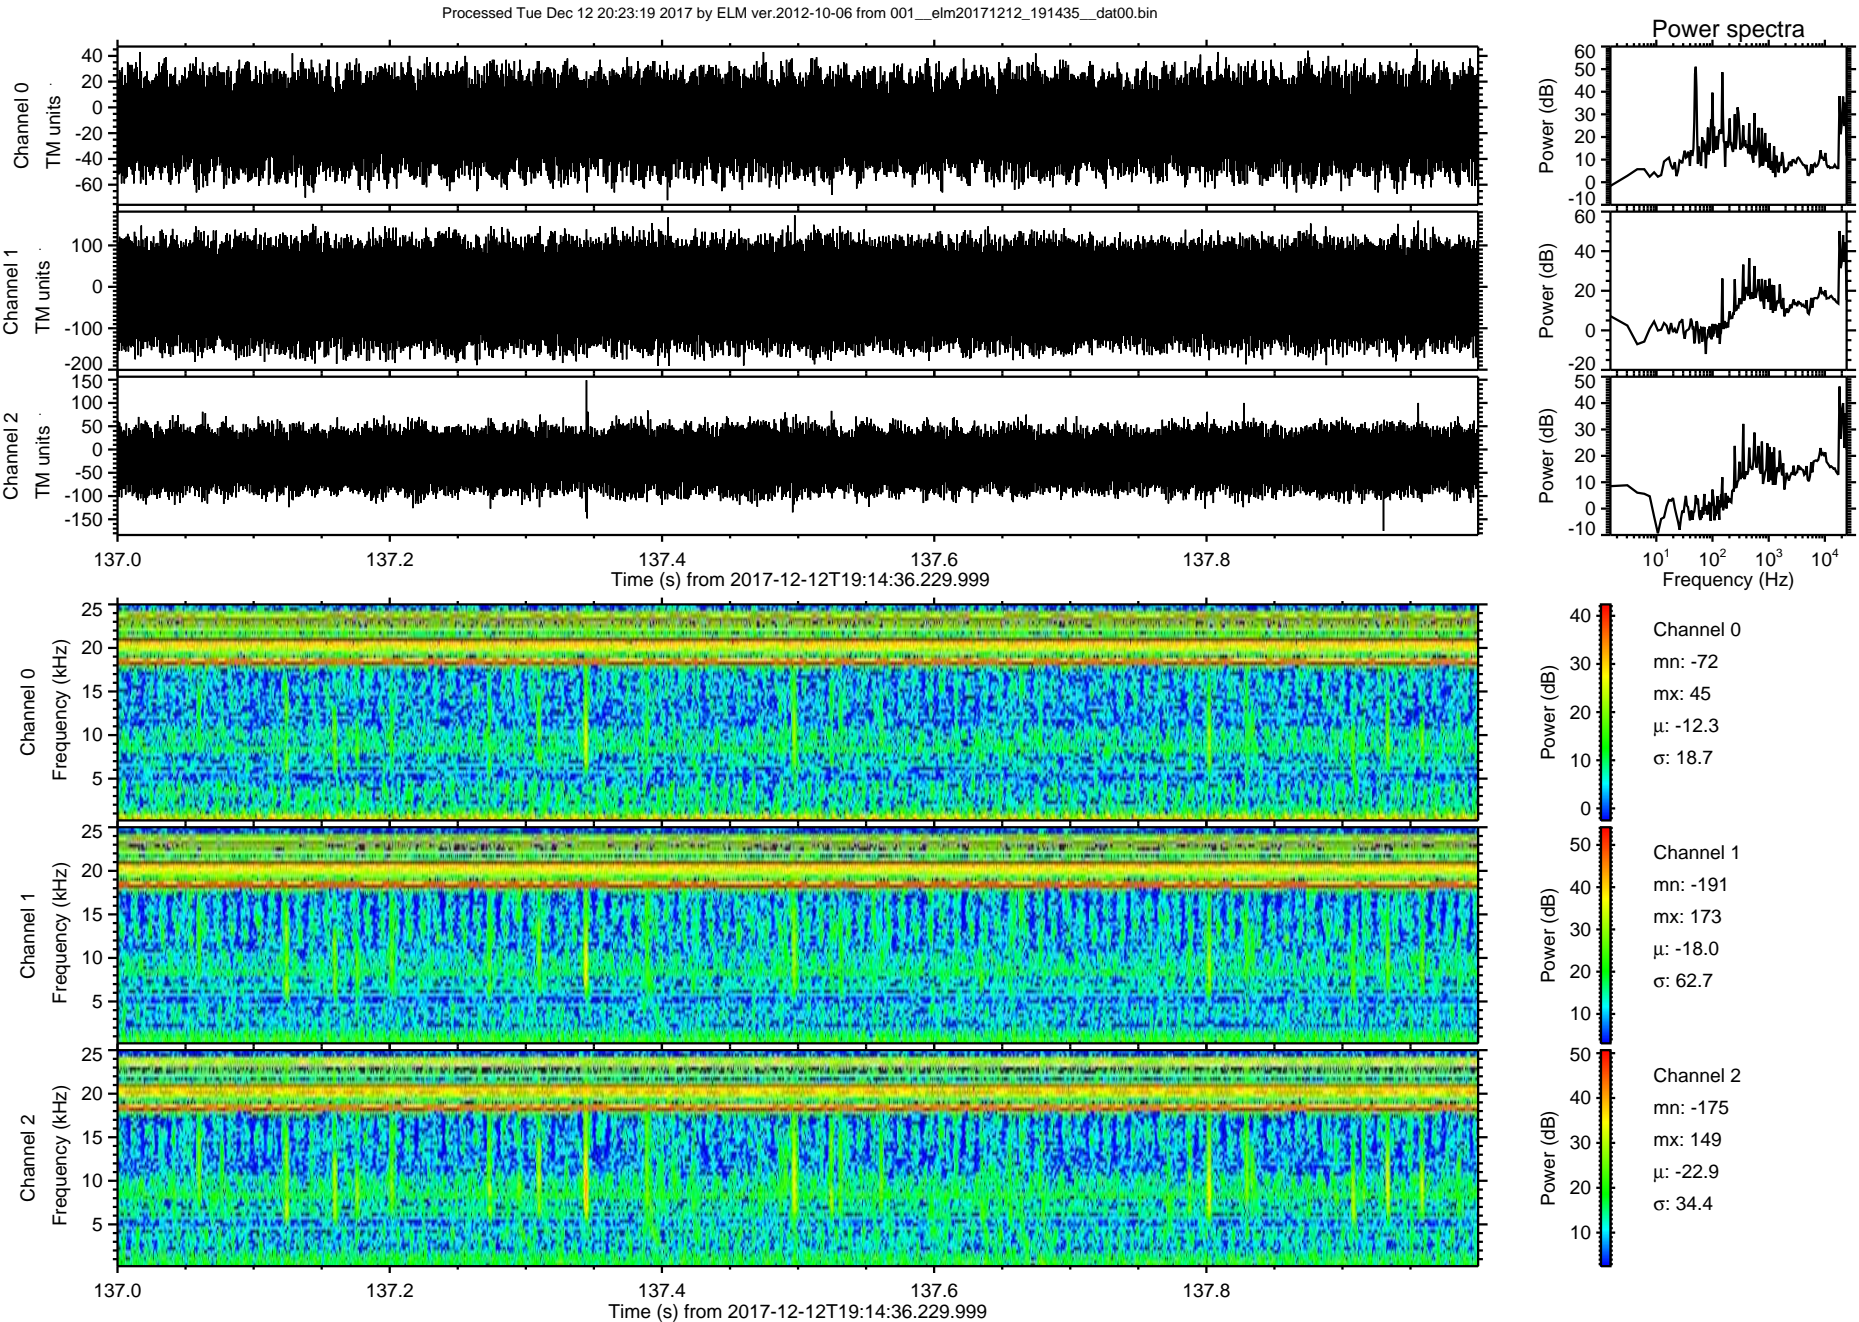 Processed Tue Dec 12 20:23:19 2017 by ELM ver.2012-10-06 from 001__elm20171212_191435__dat00.bin
Power spectra
Channel 0
TM units
40
20
0
-20
-40
-60
Power (dB)
60
50
40
30
20
10
0
-10
Channel 1
TM units
100
0
-100
-200
Power (dB)
60
40
20
0
-20
Channel 2
TM units
150
100
50
0
-50
-100
-150
Power (dB)
50
40
30
20
10
0
-10
137.0 137.2 137.4 137.6 137.8
Time (s) from 2017-12-12T19:14:36.229.999
10^1 10^2 10^3 10^4
Frequency (Hz)
Channel 0
Frequency (kHz)
25
20
15
10
5
Power (dB)
40
30
20
10
0
Channel 0
mn: -72
mx: 45
μ: -12.3
σ: 18.7
Channel 1
Frequency (kHz)
25
20
15
10
5
Power (dB)
50
40
30
20
10
Channel 1
mn: -191
mx: 173
μ: -18.0
σ: 62.7
Channel 2
Frequency (kHz)
25
20
15
10
5
Power (dB)
50
40
30
20
10
Channel 2
mn: -175
mx: 149
μ: -22.9
σ: 34.4
137.0 137.2 137.4 137.6 137.8
Time (s) from 2017-12-12T19:14:36.229.999